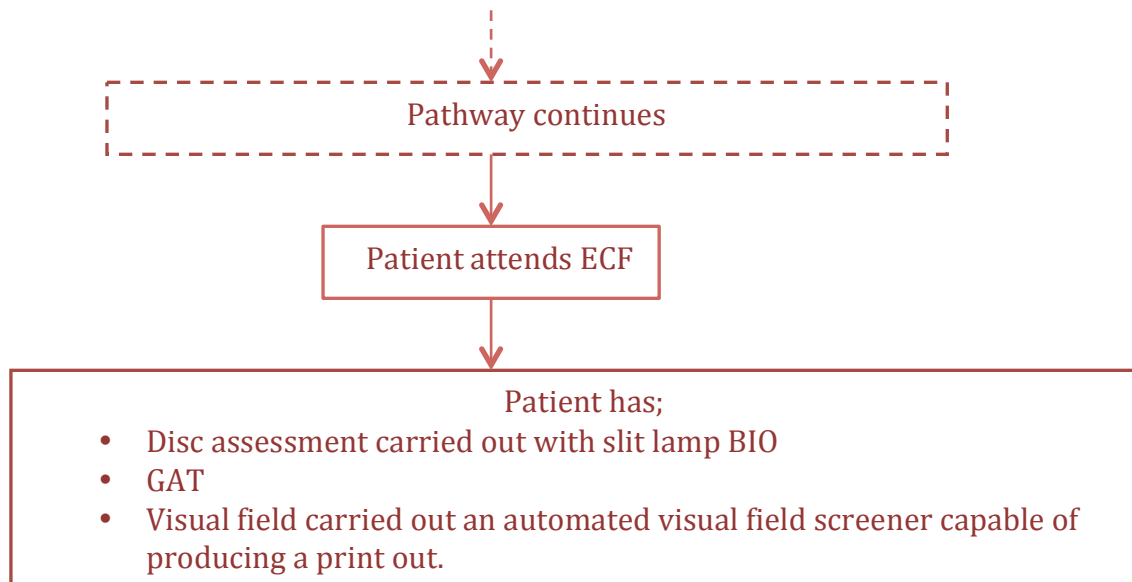 Pathway continues
Patient attends ECF
Patient has;
• Disc assessment carried out with slit lamp BIO
• GAT
• Visual field carried out an automated visual field screener capable of
producing a print out.